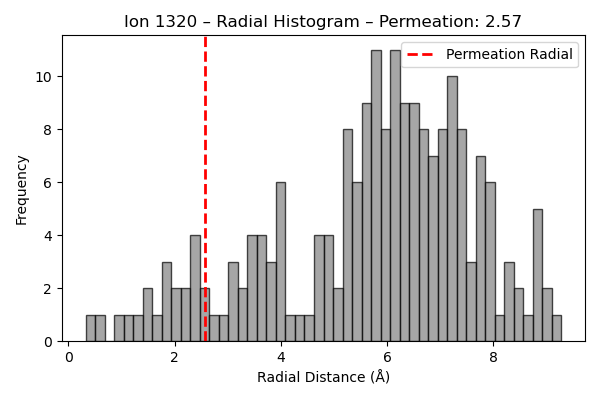 Ion 1320 – Radial Histogram – Permeation: 2.57
Permeation Radial
Frequency
10
8
6
4
2
0
0 2 4 6 8
Radial Distance (Å)